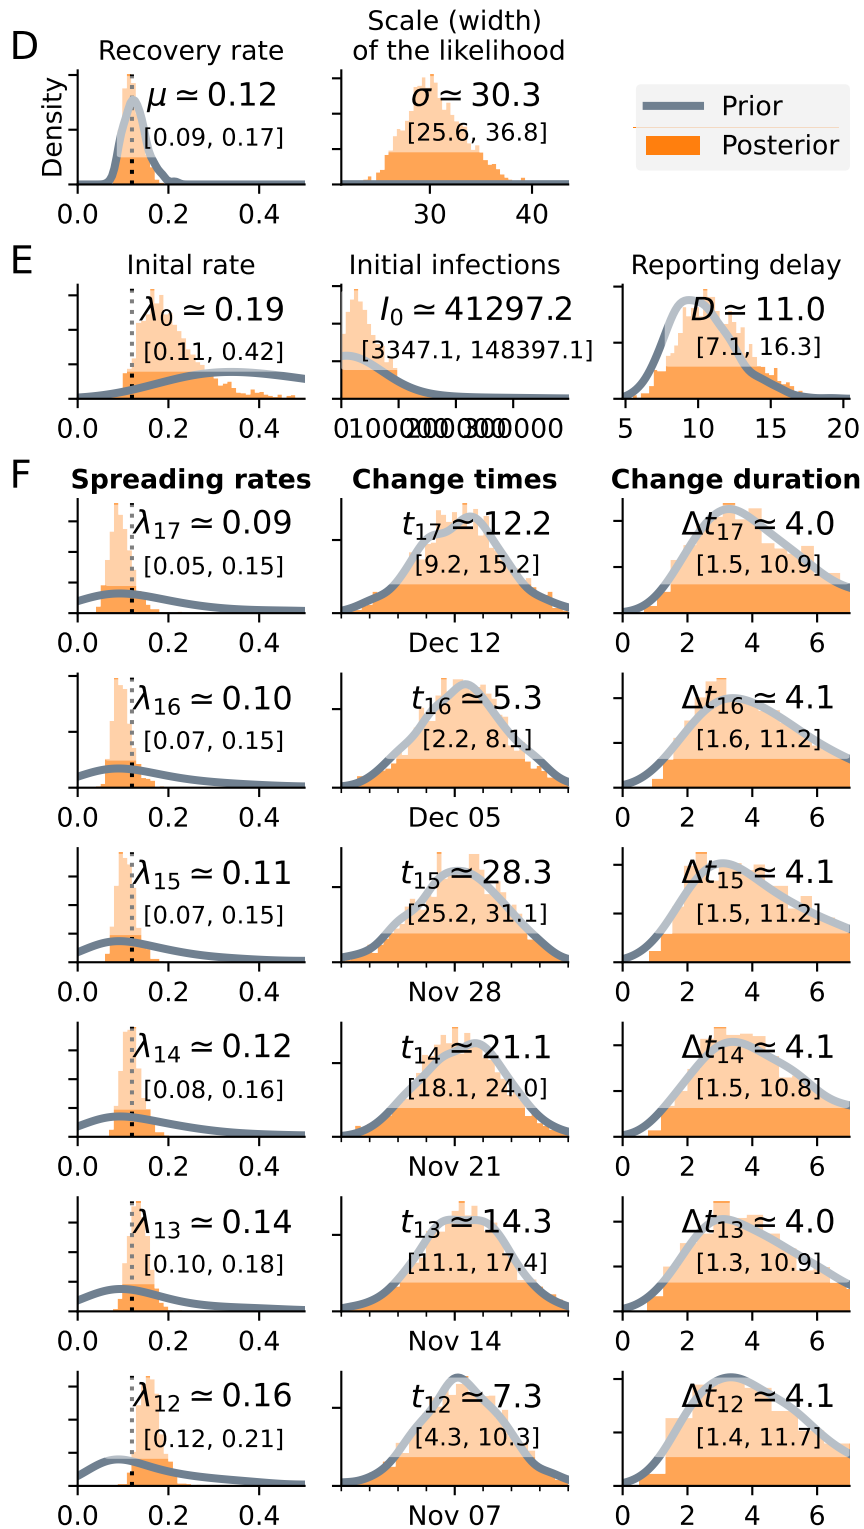 D
Recovery rate
Scale (width)
of the likelihood
Density
μ ≃ 0.12
[0.09, 0.17]
0.0 0.2 0.4
σ ≃ 30.3
[25.6, 36.8]
30 40
Prior
Posterior
E
Inital rate
λ0 ≃ 0.19
[0.11, 0.42]
0.0 0.2 0.4
Initial infections
I0 ≃ 41297.2
[3347.1, 148397.1]
0 100000 200000 300000
Reporting delay
D ≃ 11.0
[7.1, 16.3]
5 10 15 20
F
Spreading rates Change times Change duration
λ17 ≃ 0.09 t17 ≃ 12.2 Δt17 ≃ 4.0
[0.05, 0.15] [9.2, 15.2] [1.5, 10.9]
0.0 0.2 0.4 Dec 12 0 2 4 6
λ16 ≃ 0.10 t16 ≃ 5.3 Δt16 ≃ 4.1
[0.07, 0.15] [2.2, 8.1] [1.6, 11.2]
0.0 0.2 0.4 Dec 05 0 2 4 6
λ15 ≃ 0.11 t15 ≃ 28.3 Δt15 ≃ 4.1
[0.07, 0.15] [25.2, 31.1] [1.5, 11.2]
0.0 0.2 0.4 Nov 28 0 2 4 6
λ14 ≃ 0.12 t14 ≃ 21.1 Δt14 ≃ 4.1
[0.08, 0.16] [18.1, 24.0] [1.5, 10.8]
0.0 0.2 0.4 Nov 21 0 2 4 6
λ13 ≃ 0.14 t13 ≃ 14.3 Δt13 ≃ 4.0
[0.10, 0.18] [11.1, 17.4] [1.3, 10.9]
0.0 0.2 0.4 Nov 14 0 2 4 6
λ12 ≃ 0.16 t12 ≃ 7.3 Δt12 ≃ 4.1
[0.12, 0.21] [4.3, 10.3] [1.4, 11.7]
0.0 0.2 0.4 Nov 07 0 2 4 6